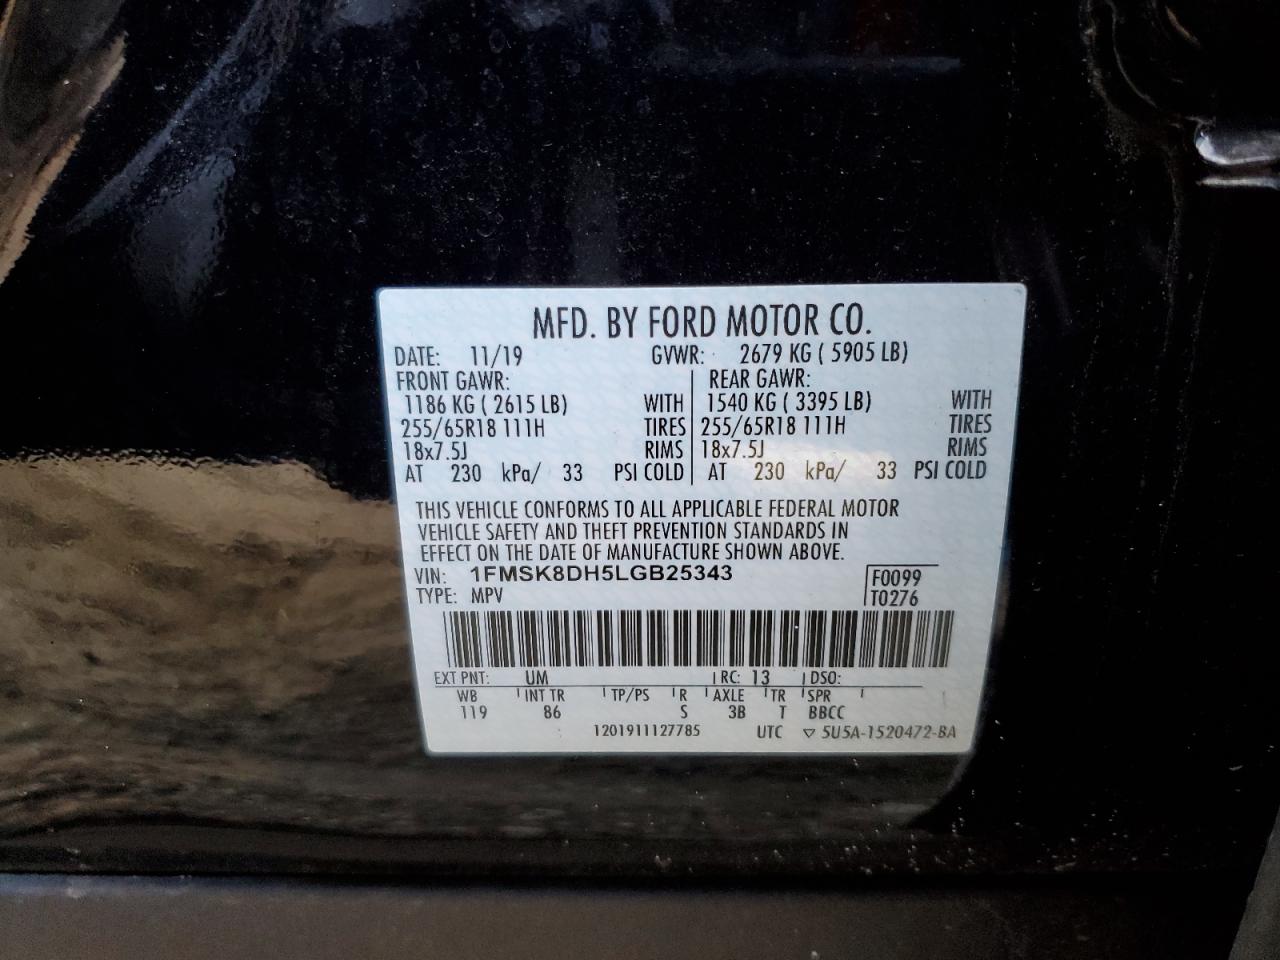 MFD. BY FORD MOTOR CO.
DATE: 11/19 GVWR: 2679 KG ( 5905 LB)
FRONT GAWR: REAR GAWR:
1186 KG ( 2615 LB) WITH 1540 KG ( 3395 LB) WITH
255/65R18 111H TIRES 255/65R18 111H TIRES
18x7.5J RIMS 18x7.5J RIMS
AT 230 kPa/ 33 PSI COLD AT 230 kPa/ 33 PSI COLD
THIS VEHICLE CONFORMS TO ALL APPLICABLE FEDERAL MOTOR
VEHICLE SAFETY AND THEFT PREVENTION STANDARDS IN
EFFECT ON THE DATE OF MANUFACTURE SHOWN ABOVE.
VIN: 1FMSK8DH5LGB25343 F0099
TYPE: MPV T0276
EXT PNT: UM RC: 13 DSO:
WB INT TR TP/PS R AXLE TR SPR
119 86 S 3B T BBCC
1201911127785 UTC ▽ 5U5A-1520472-BA